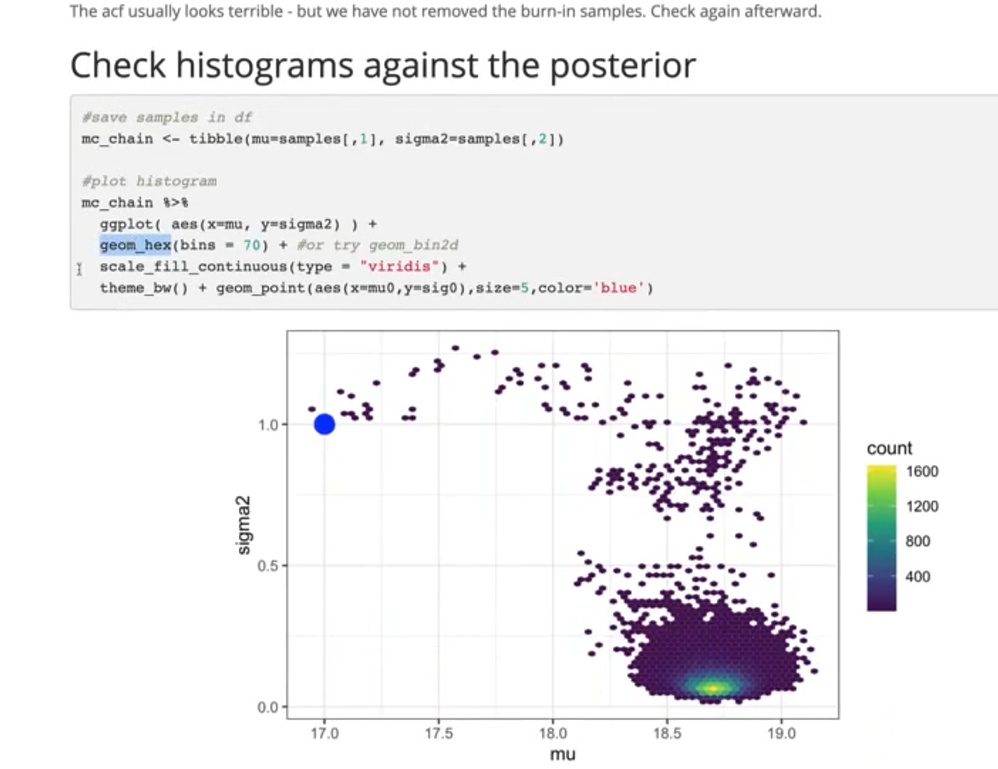 The acf usually looks terrible - but we have not removed the burn-in samples. Check again afterward.
Check histograms against the posterior
#save samples in df
mc_chain <- tibble(mu=samples[,1], sigma2=samples[,2])
#plot histogram
mc_chain %>%
ggplot( aes(x=mu, y=sigma2) ) +
geom_hex(bins = 70) + #or try geom_bin2d
scale_fill_continuous(type = "viridis") +
theme_bw() + geom_point(aes(x=mu0,y=sig0),size=5,color='blue')
1.0
0.5
0.0
sigma2
17.0 17.5 18.0 18.5 19.0
mu
count
1600
1200
800
400